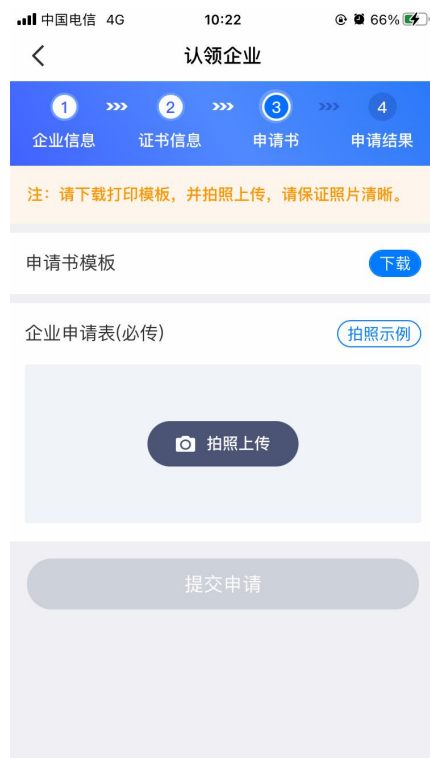 中国电信 4G 10:22 66%
认领企业
1 2 3 4
企业信息 证书信息 申请书 申请结果
注：请下载打印模板，并拍照上传，请保证照片清晰。
申请书模板 下载
企业申请表(必传) 拍照示例
拍照上传
提交申请